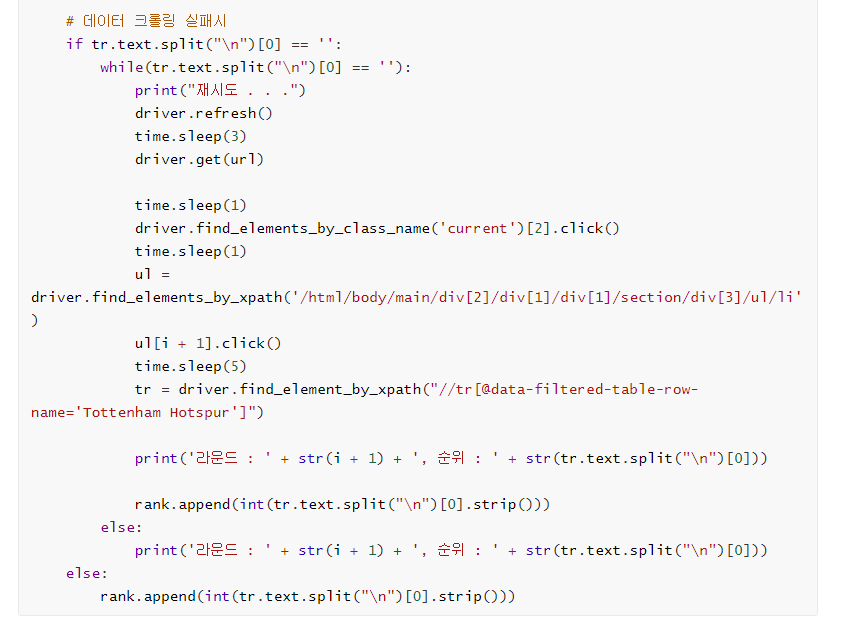 # 데이터 크롤링 실패시
if tr.text.split("\n")[0] == '':
while(tr.text.split("\n")[0] == ''):
print("재시도 . . .")
driver.refresh()
time.sleep(3)
driver.get(url)
time.sleep(1)
driver.find_elements_by_class_name('current')[2].click()
time.sleep(1)
ul =
driver.find_elements_by_xpath('/html/body/main/div[2]/div[1]/div[1]/section/div[3]/ul/li'
)
ul[i + 1].click()
time.sleep(5)
tr = driver.find_element_by_xpath("//tr[@data-filtered-table-row-
name='Tottenham Hotspur']")
print('라운드 : ' + str(i + 1) + ', 순위 : ' + str(tr.text.split("\n")[0]))
rank.append(int(tr.text.split("\n")[0].strip()))
else:
print('라운드 : ' + str(i + 1) + ', 순위 : ' + str(tr.text.split("\n")[0]))
else:
rank.append(int(tr.text.split("\n")[0].strip()))